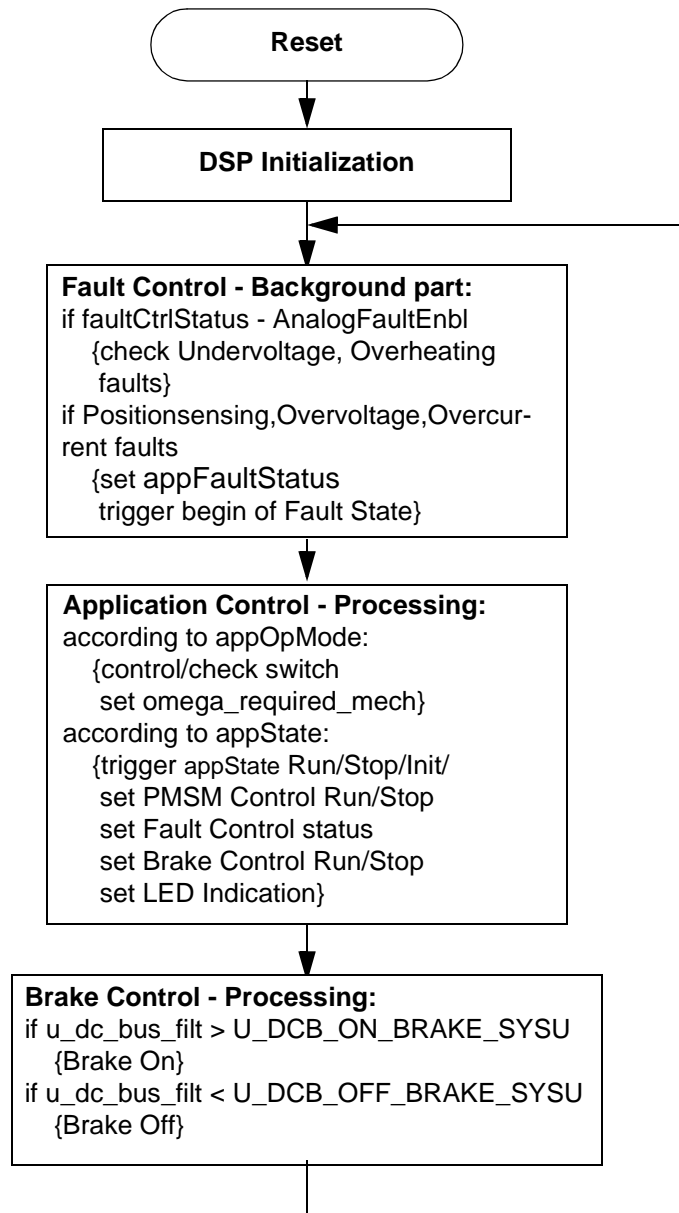 Reset
DSP Initialization
Fault Control - Background part:
if faultCtrlStatus - AnalogFaultEnbl
{check Undervoltage, Overheating
faults}
if Positionsensing,Overvoltage,Overcur-
rent faults
{set appFaultStatus
trigger begin of Fault State}
Application Control - Processing:
according to appOpMode:
{control/check switch
set omega_required_mech}
according to appState:
{trigger appState Run/Stop/Init/
set PMSM Control Run/Stop
set Fault Control status
set Brake Control Run/Stop
set LED Indication}
Brake Control - Processing:
if u_dc_bus_filt > U_DCB_ON_BRAKE_SYSU
{Brake On}
if u_dc_bus_filt < U_DCB_OFF_BRAKE_SYSU
{Brake Off}